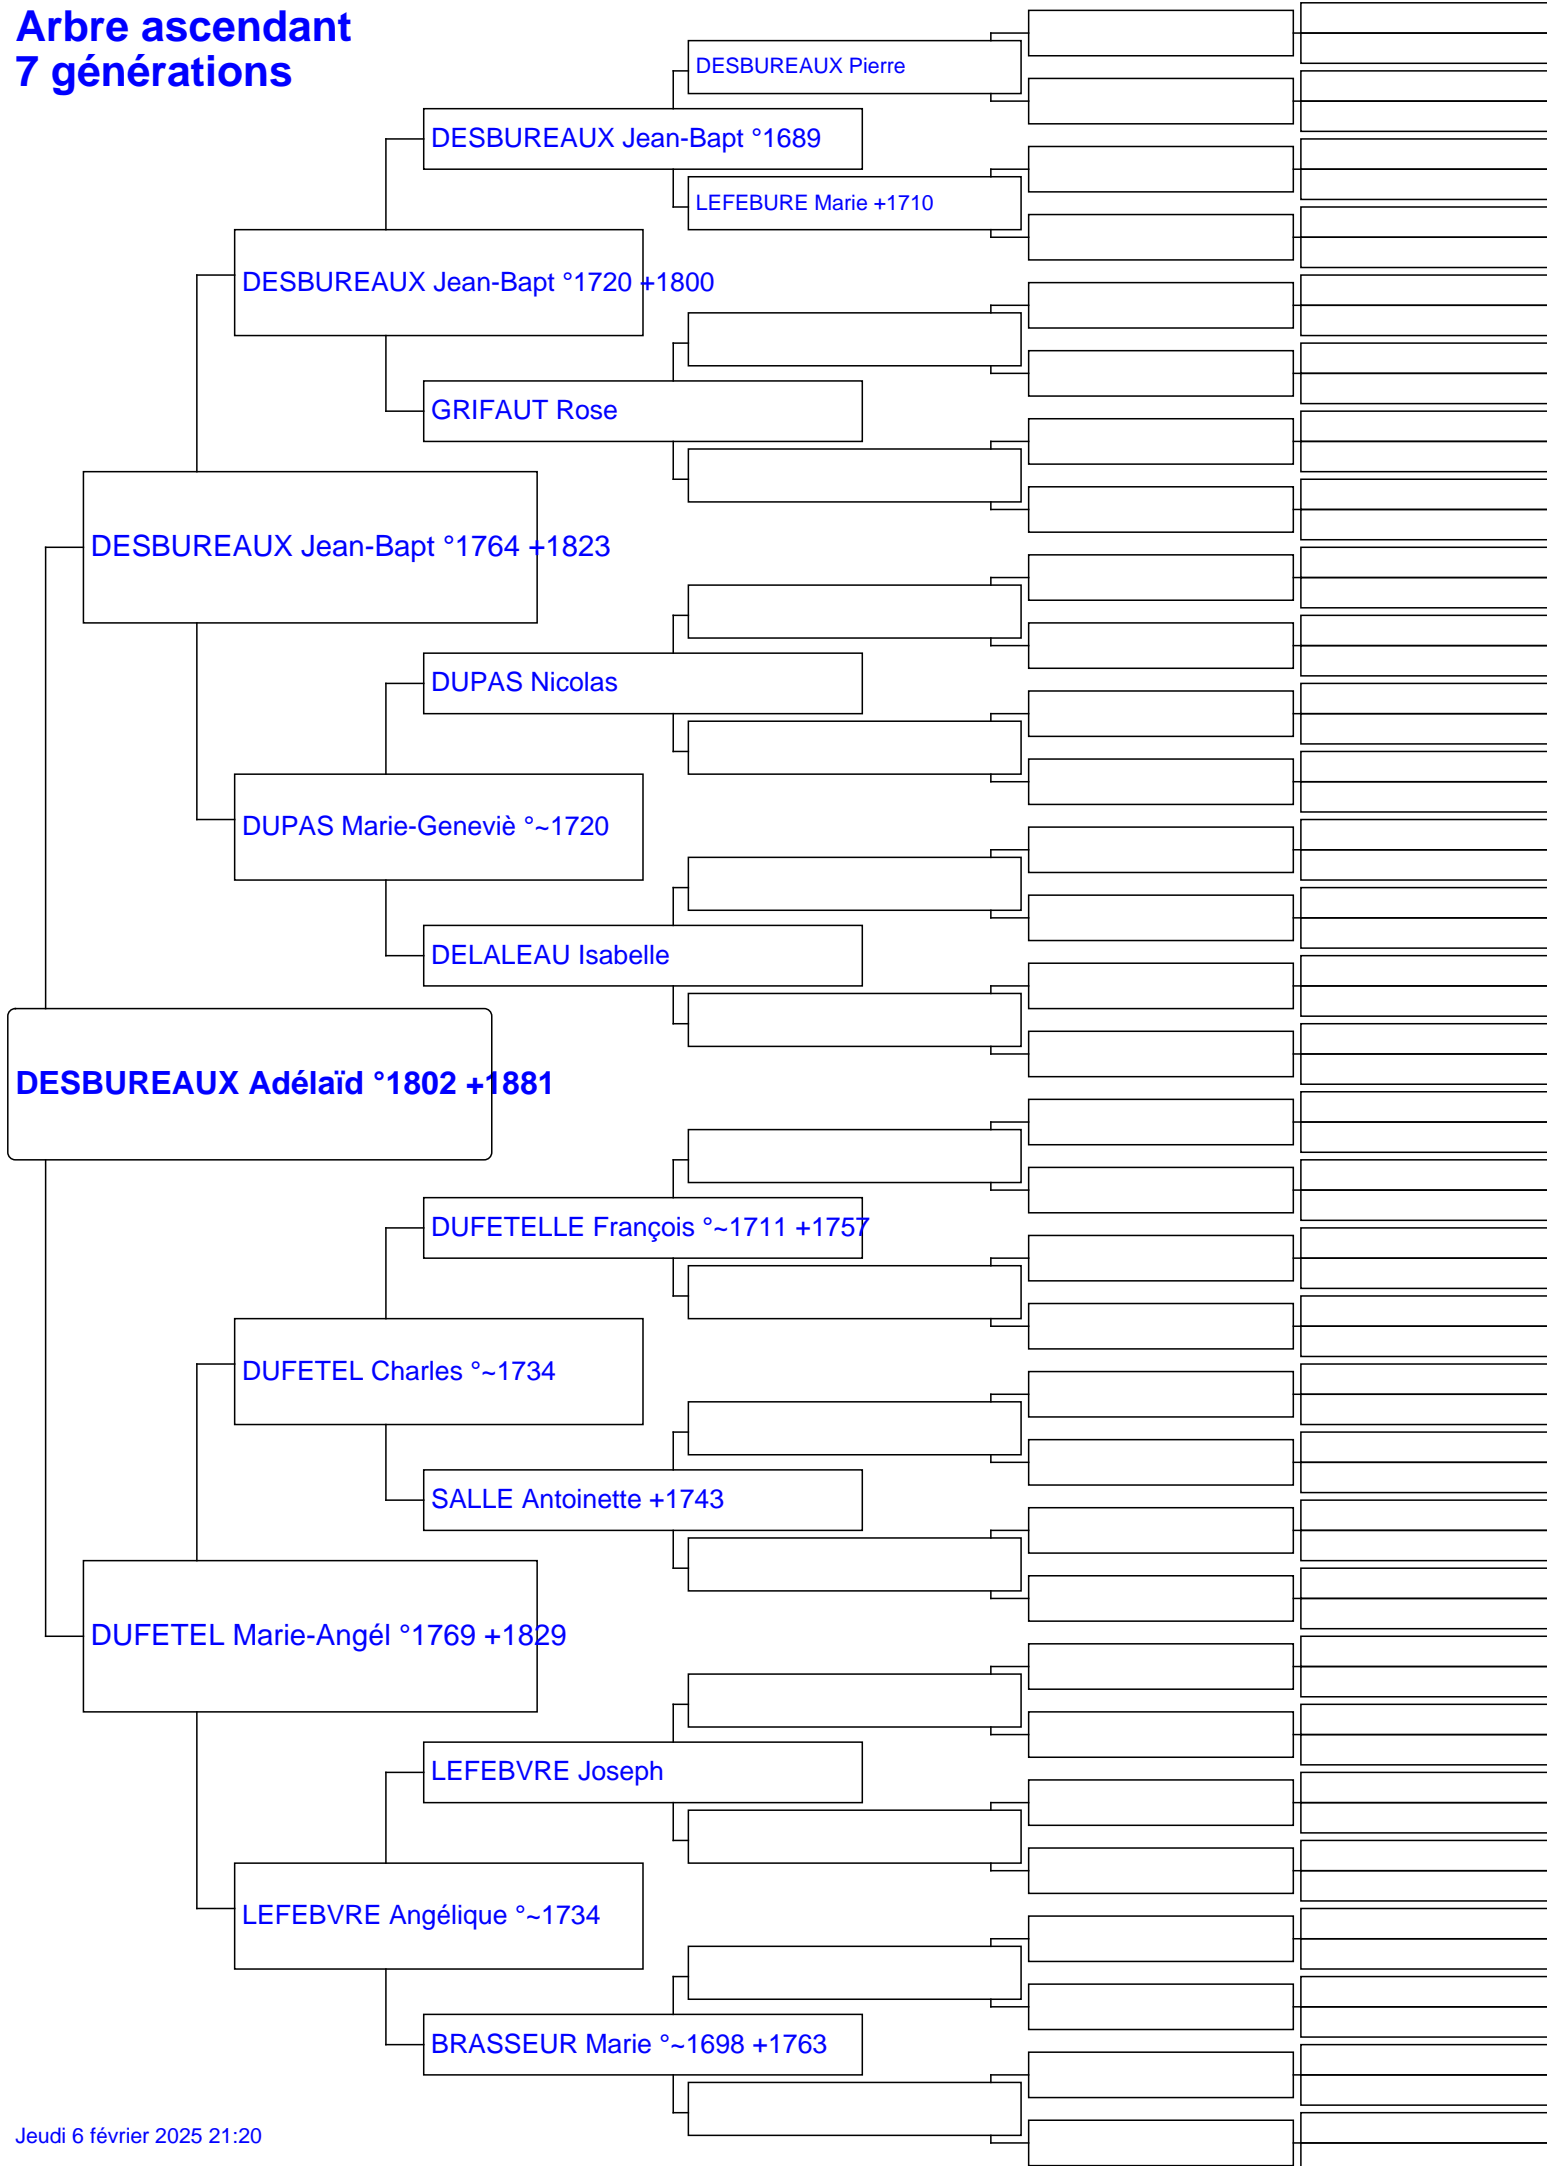 Arbre ascendant
7 générations
DESBUREAUX Pierre
DESBUREAUX Jean-Bapt °1689
LEFEBURE Marie +1710
DESBUREAUX Jean-Bapt °1720 +1800
GRIFAUT Rose
DESBUREAUX Jean-Bapt °1764 +1823
DUPAS Nicolas
DUPAS Marie-Geneviè °~1720
DELALEAU Isabelle
DESBUREAUX Adélaïd °1802 +1881
DUFETELLE François °~1711 +1757
DUFETEL Charles °~1734
SALLE Antoinette +1743
DUFETEL Marie-Angél °1769 +1829
LEFEBVRE Joseph
LEFEBVRE Angélique °~1734
BRASSEUR Marie °~1698 +1763
Jeudi 6 février 2025 21:20